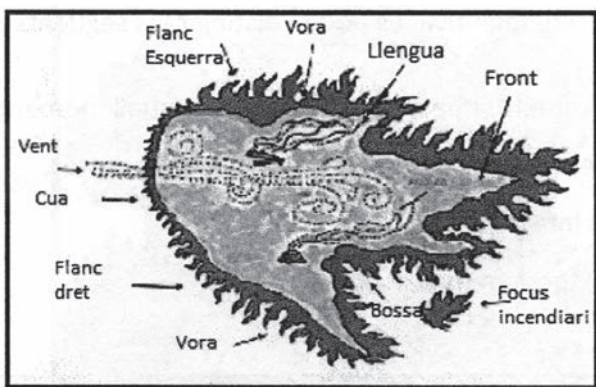 Flanc
Esquerra
Vora
Llengua
Front
Vent
Cua
Flanc
dret
Vora
Bossa
Focus
incendiari